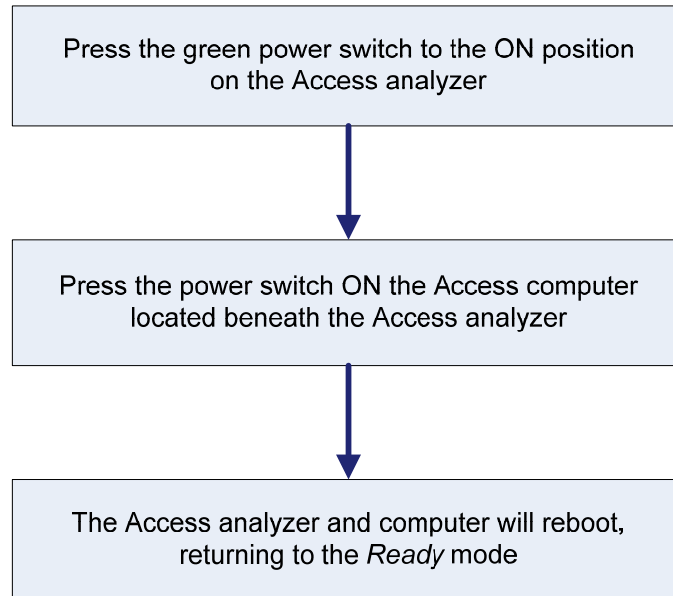 Press the green power switch to the ON position
on the Access analyzer
Press the power switch ON the Access computer
located beneath the Access analyzer
The Access analyzer and computer will reboot,
returning to the Ready mode